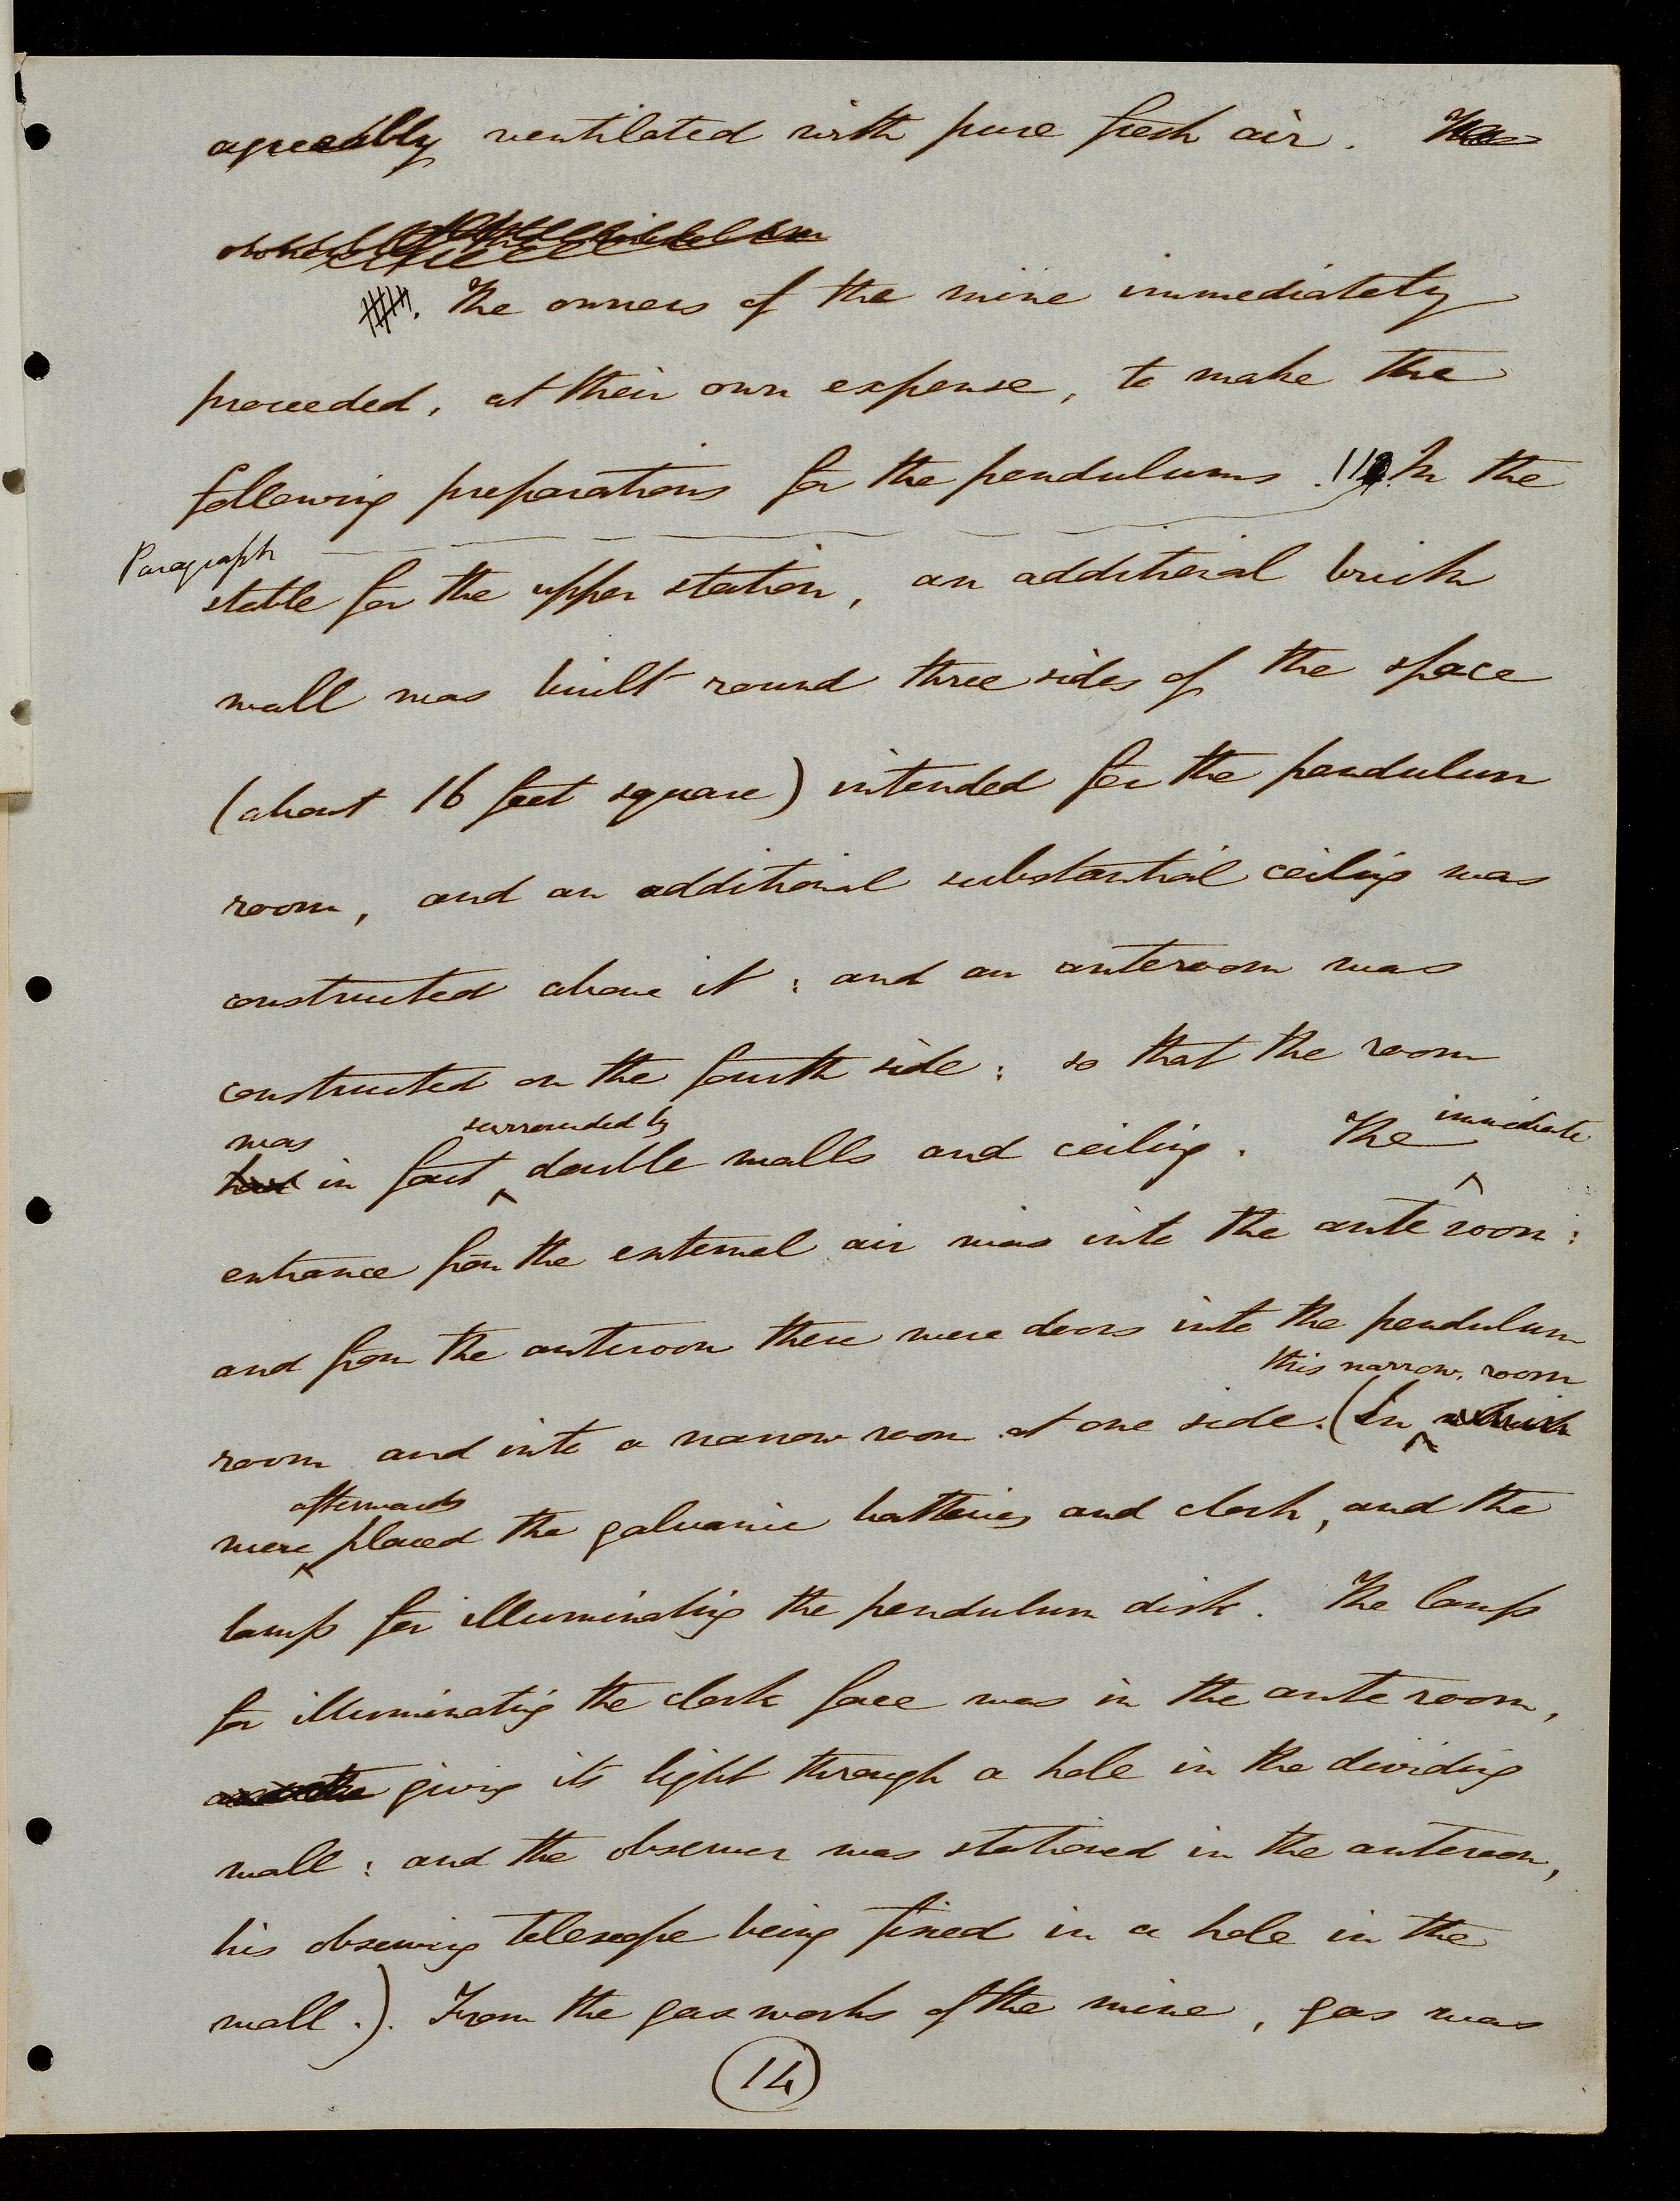 agreeably ventilated with pure fresh air.
The owners of the mine immediately
proceeded, at their own expense, to make the
following preparations for the pendulums. In the
Paragraph
stable for the upper station, an additional brick
wall was built round three sides of the space
(about 16 feet square) intended for the pendulum
room, and an additional substantial ceiling was
constructed above it; and an anteroom was
constructed on the fourth side; so that the room
was surrounded by immediate
had in fact double walls and ceiling. The
entrance from the external air was into the ante room:
and from the anteroom there were doors into the pendulum
this narrow room
room and into a narrow room at one side. (In which
afterwards
were placed the galvanic batteries and clock, and the
lamp for illuminating the pendulum disk. The lamp
for illuminating the clock face was in the ante room,
giving its light through a hole in the dividing
wall: and the observer was stationed in the anteroom,
his observing telescope being fixed in a hole in the
wall.). From the gas works of the mine, gas was
14